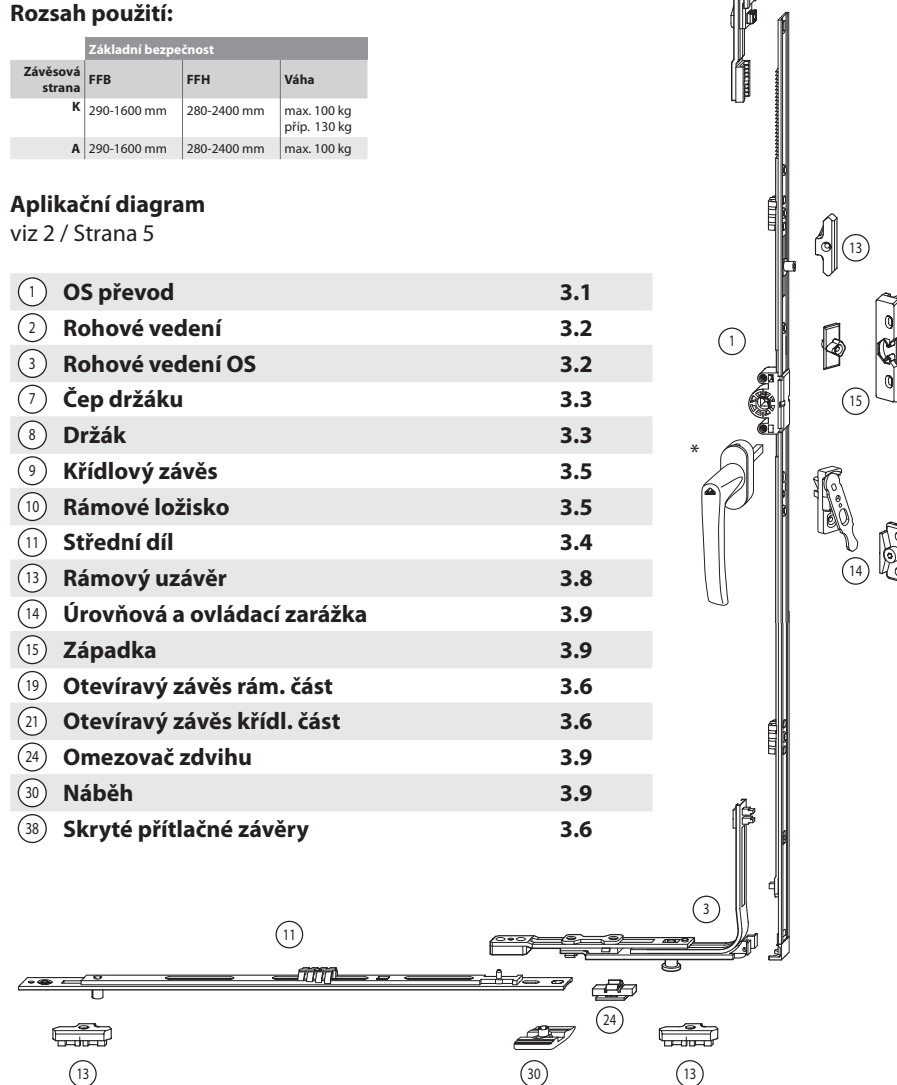 Rozsah použití:
Základní bezpečnost
Závěsová strana FFB FFH Váha
K 290-1600 mm 280-2400 mm max. 100 kg
příp. 130 kg
A 290-1600 mm 280-2400 mm max. 100 kg
Aplikační diagram
viz 2 / Strana 5
1 OS převod 3.1
2 Rohové vedení 3.2
3 Rohové vedení OS 3.2
7 Čep držáku 3.3
8 Držák 3.3
9 Křídlový závěs 3.5
10 Rámové ložisko 3.5
11 Střední díl 3.4
13 Rámový uzávěr 3.8
14 Úrovňová a ovládací zarážka 3.9
15 Západka 3.9
19 Otevíravý závěs rám. část 3.6
21 Otevíravý závěs křídl. část 3.6
24 Omezovač zdvihu 3.9
30 Náběh 3.9
38 Skryté přítlačné závěry 3.6
13
1
15
*
14
3
11
24
13
30
13